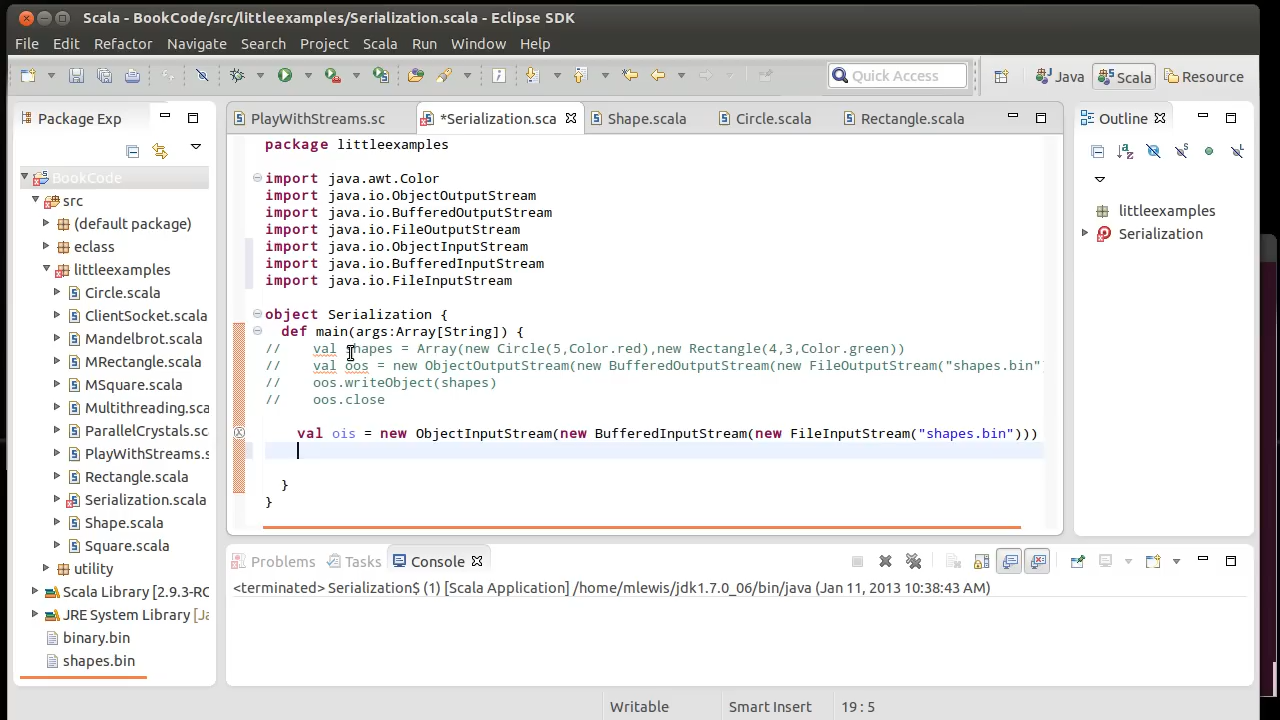 Scala - BookCode/src/littleexamples/Serialization.scala - Eclipse SDK
File Edit Refactor Navigate Search Project Scala Run Window Help
Quick Access
Java
Scala
Resource
Package Exp
BookCode
src
(default package)
eclass
littleexamples
Circle.scala
ClientSocket.scala
Mandelbrot.scala
MRectangle.scala
MSquare.scala
Multithreading.sca
ParallelCrystals.sc
PlayWithStreams.s
Rectangle.scala
Serialization.scala
Shape.scala
Square.scala
utility
Scala Library [2.9.3-RC
JRE System Library [Ja
binary.bin
shapes.bin
PlayWithStreams.sc
*Serialization.sca
Shape.scala
Circle.scala
Rectangle.scala
package littleexamples
import java.awt.Color
import java.io.ObjectOutputStream
import java.io.BufferedOutputStream
import java.io.FileOutputStream
import java.io.ObjectInputStream
import java.io.BufferedInputStream
import java.io.FileInputStream
object Serialization {
def main(args:Array[String]) {
// val shapes = Array(new Circle(5,Color.red),new Rectangle(4,3,Color.green))
// val oos = new ObjectOutputStream(new BufferedOutputStream(new FileOutputStream("shapes.bin")
// oos.writeObject(shapes)
// oos.close
val ois = new ObjectInputStream(new BufferedInputStream(new FileInputStream("shapes.bin")))
}
}
Outline
littleexamples
Serialization
Problems
Tasks
Console
<terminated> Serialization$ (1) [Scala Application] /home/mlewis/jdk1.7.0_06/bin/java (Jan 11, 2013 10:38:43 AM)
Writable
Smart Insert
19 : 5